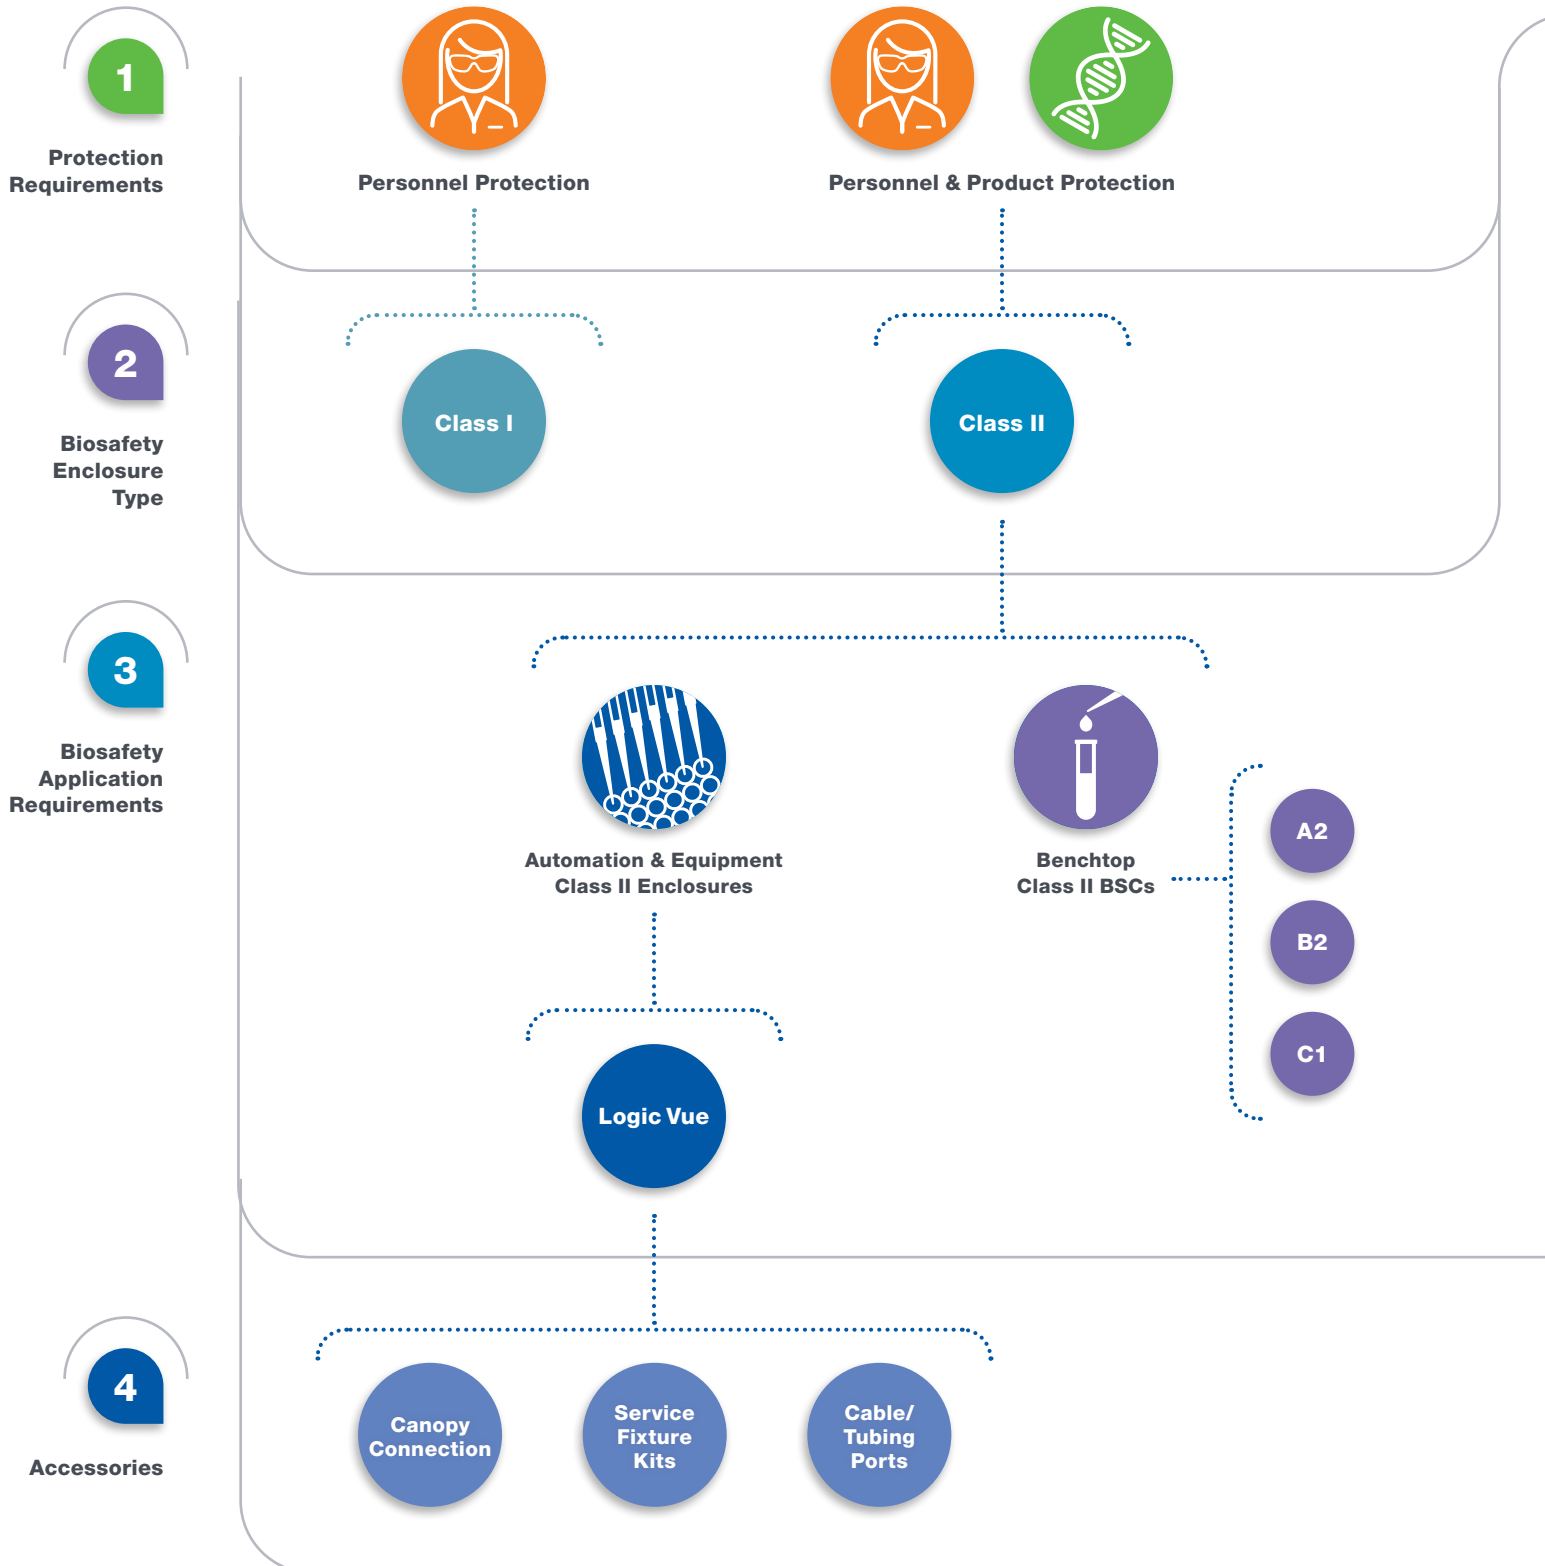 1
Protection
Requirements
Personnel Protection
Personnel & Product Protection
2
Biosafety
Enclosure
Type
Class I
Class II
3
Biosafety
Application
Requirements
Automation & Equipment
Class II Enclosures
Benchtop
Class II BSCs
A2
B2
C1
Logic Vue
4
Accessories
Canopy
Connection
Service
Fixture
Kits
Cable/
Tubing
Ports